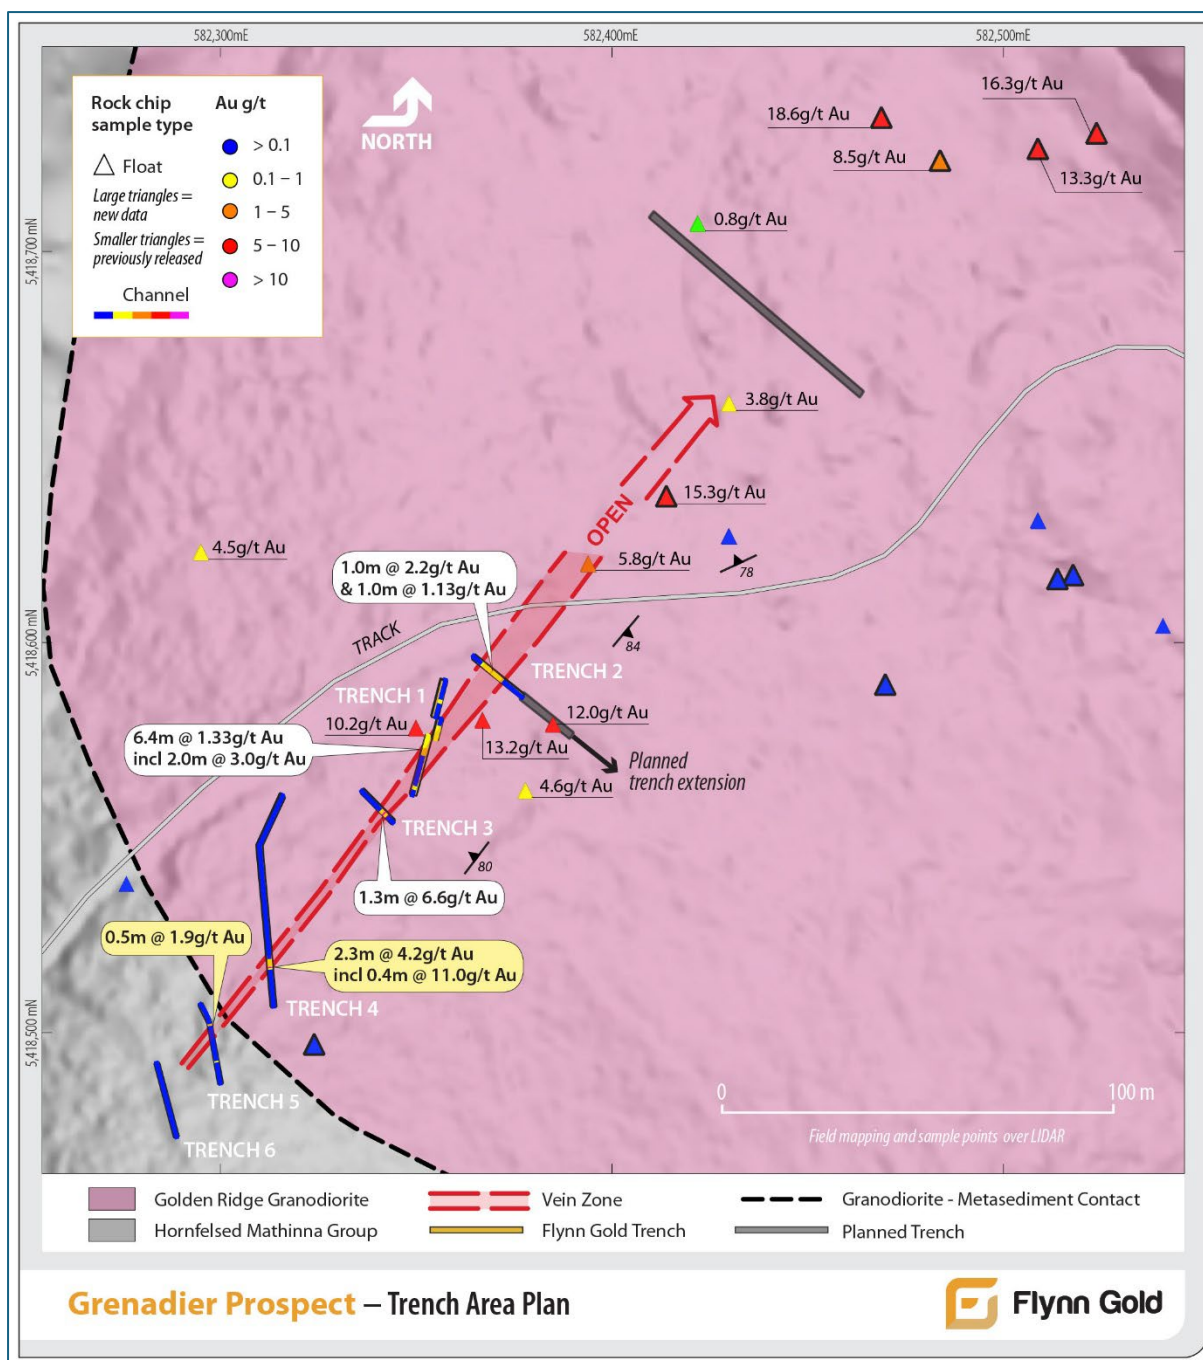 582,300mE
582,400mE
582,500mE
5,418,700 mN
5,418,600 mN
5,418,500 mN
Rock chip
sample type
Float
Large triangles =
new data
Smaller triangles =
previously released
Channel
Au g/t
> 0.1
0.1 – 1
1 – 5
5 – 10
> 10
NORTH
18.6g/t Au
16.3g/t Au
8.5g/t Au
13.3g/t Au
0.8g/t Au
3.8g/t Au
15.3g/t Au
OPEN
4.5g/t Au
5.8g/t Au
78
1.0m @ 2.2g/t Au
& 1.0m @ 1.13g/t Au
TRACK
84
TRENCH 2
TRENCH 1
10.2g/t Au
12.0g/t Au
13.2g/t Au
6.4m @ 1.33g/t Au
incl 2.0m @ 3.0g/t Au
Planned
trench extension
4.6g/t Au
TRENCH 3
80
1.3m @ 6.6g/t Au
0.5m @ 1.9g/t Au
2.3m @ 4.2g/t Au
incl 0.4m @ 11.0g/t Au
TRENCH 4
TRENCH 5
TRENCH 6
0
100 m
Field mapping and sample points over LIDAR
Golden Ridge Granodiorite
Vein Zone
Granodiorite - Metasediment Contact
Hornfelsed Mathinna Group
Flynn Gold Trench
Planned Trench
Grenadier Prospect – Trench Area Plan
Flynn Gold